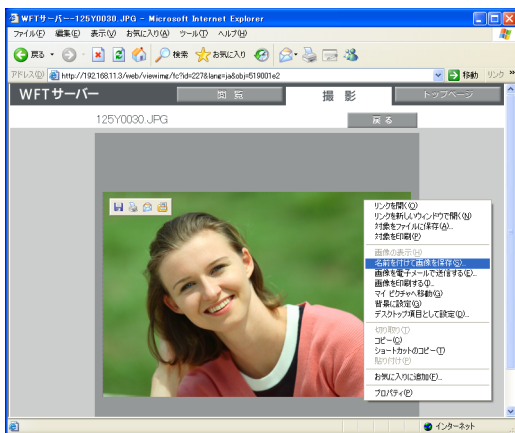 WFTサーバー--125Y0030.JPG - Microsoft Internet Explorer
ファイル(F) 編集(E) 表示(V) お気に入り(A) ツール(T) ヘルプ(H)
戻る 検索 お気に入り
アドレス(D) http://192.168.11.3/web/viewimg/fc?id=227&lang=ja&obj=519001e2 移動 リンク »
WFTサーバー 閲 覧 撮 影 トップページ
125Y0030.JPG 戻 る
リンクを開く(O)
リンクを新しいウィンドウで開く(N)
対象をファイルに保存(A)...
対象を印刷(P)
画像の表示(H)
名前を付けて画像を保存(S)...
画像を電子メールで送信する(E)...
画像を印刷する(I)...
マイ ピクチャへ移動(G)
背景に設定(G)
デスクトップ項目として設定(D)...
切り取り(T)
コピー(C)
ショートカットのコピー(T)
貼り付け(P)
お気に入りに追加(F)...
プロパティ(P)
インターネット